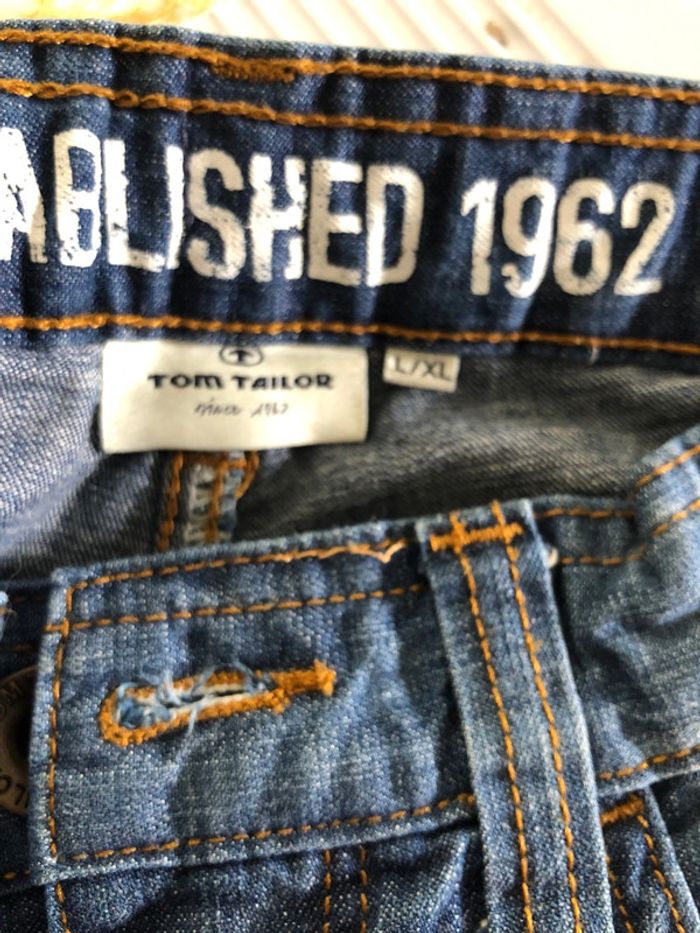 ABLISHED 1962
TOM TAILOR
since 1962
L/XL